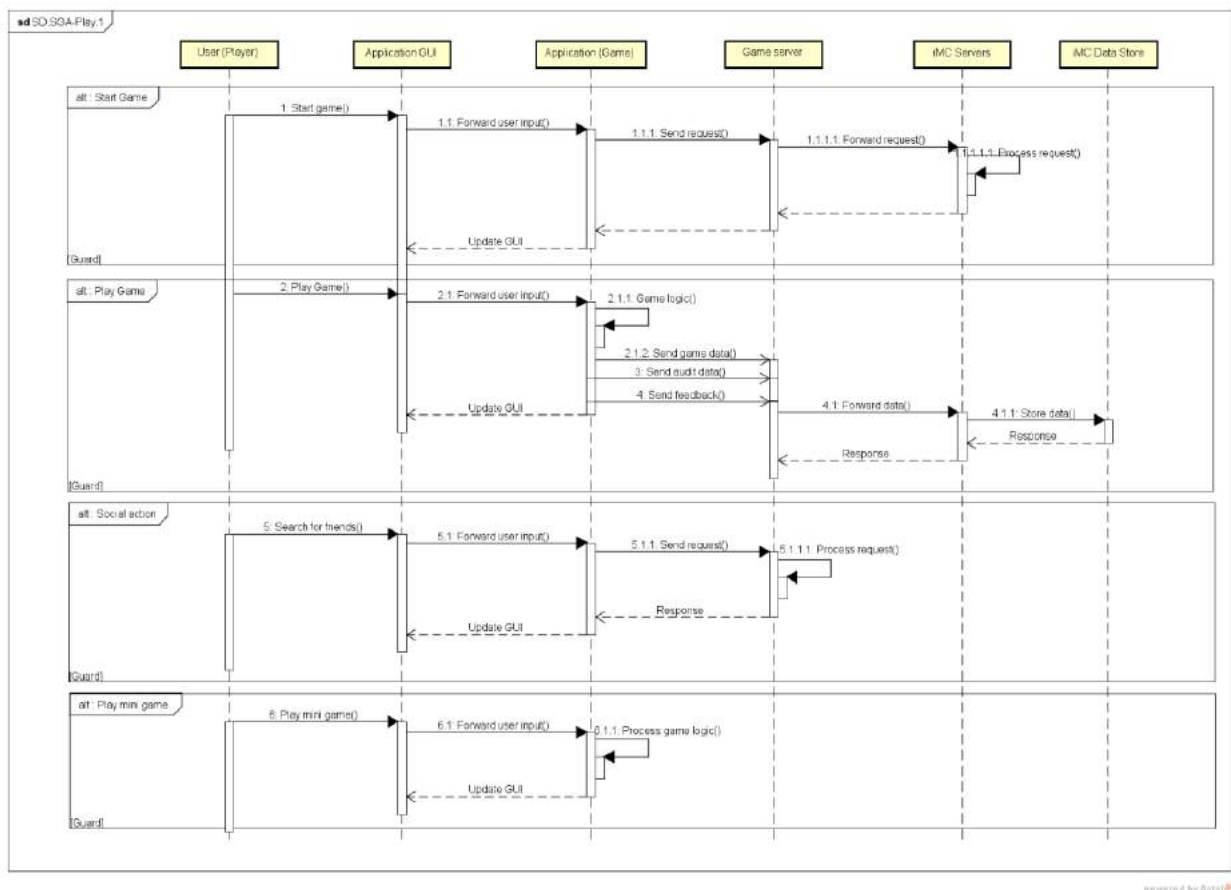 sd SD.SGA-Play.1
User (Player)
Application GUI
Application (Game)
Game server
iMC Servers
iMC Data Store
alt : Start Game
1: Start game()
1.1: Forward user input()
1.1.1: Send request()
1.1.1.1: Forward request()
1.1.1.1.1: Process request()
Update GUI
[Guard]
alt : Play Game
2: Play Game()
2.1: Forward user input()
2.1.1: Game logic()
2.1.2: Send game data()
3: Send audit data()
4: Send feedback()
Update GUI
4.1: Forward data()
4.1.1: Store data()
Response
Response
[Guard]
alt : Social action
5: Search for friends()
5.1: Forward user input()
5.1.1: Send request()
5.1.1.1: Process request()
Response
Update GUI
[Guard]
alt : Play mini game
6: Play mini game()
6.1: Forward user input()
6.1.1: Process game logic()
Update GUI
[Guard]
powered by Astah